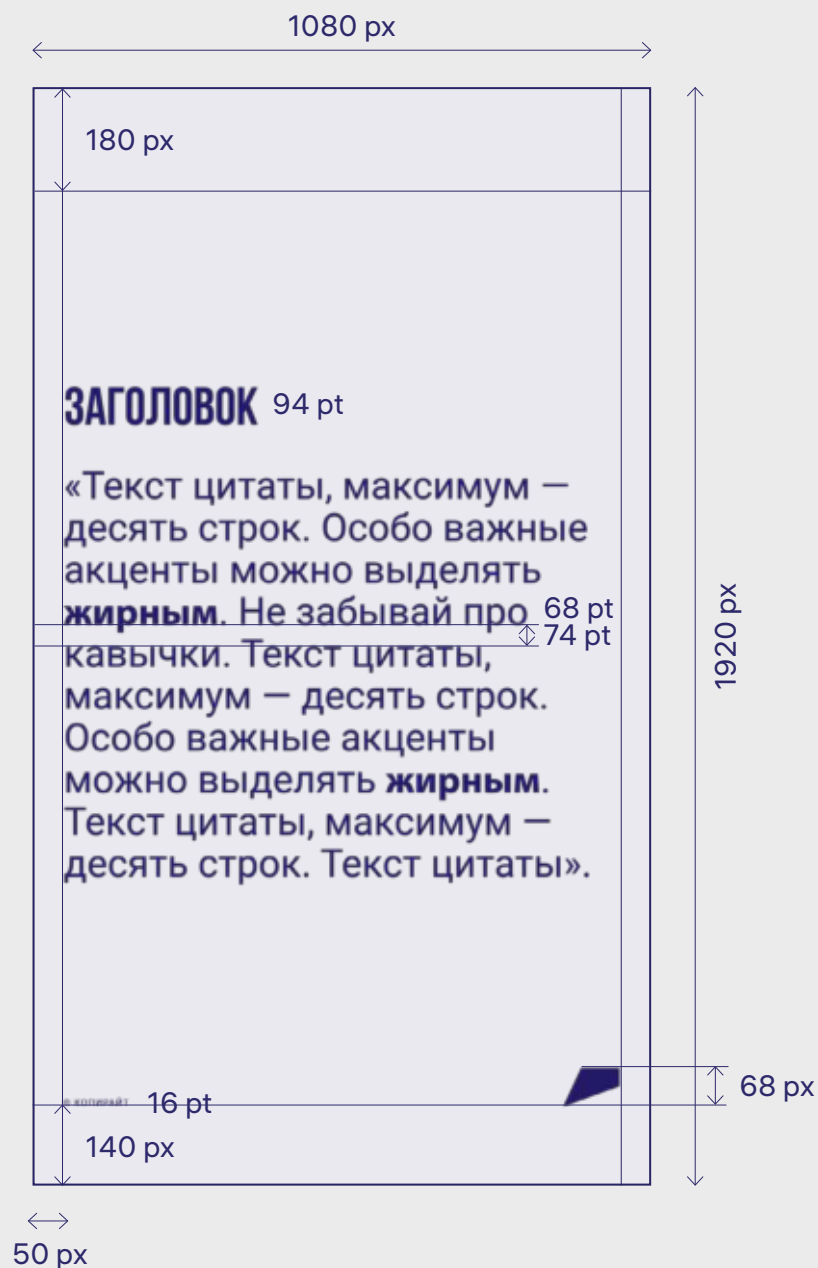 1080 px
180 px
ЗАГОЛОВОК 94 pt
«Текст цитаты, максимум —
десять строк. Особо важные
акценты можно выделять
жирным. Не забывай про
68 pt
74 pt
кавычки. Текст цитаты,
максимум — десять строк.
Особо важные акценты
можно выделять жирным.
Текст цитаты, максимум —
десять строк. Текст цитаты».
1920 px
68 px
© КОПИРАЙТ 16 pt
140 px
50 px